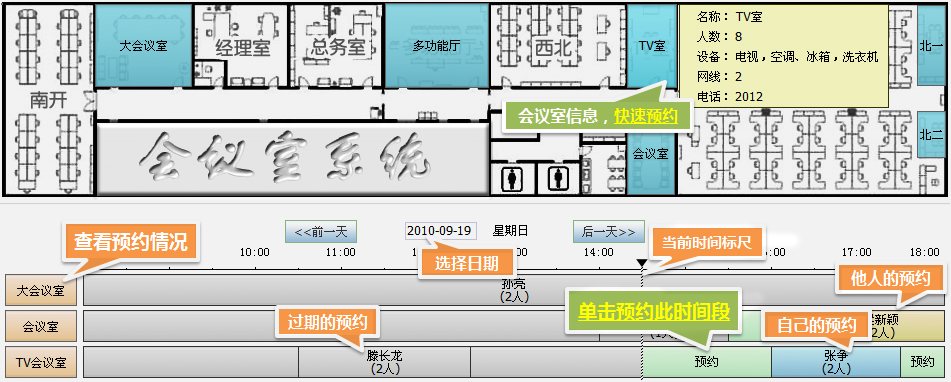 大会议室
经理室
总务室
多功能厅
西北
TV室
名称： TV室
人数： 8
设备： 电视，空调、冰箱，洗衣机
网线： 2
电话： 2012
北一
南开
会议室信息，快速预约
会议室系统
会议室
北二
<<前一天
2010-09-19
星期日
后一天>>
查看预约情况
选择日期
当前时间标尺
10:00
11:00
12:00
13:00
14:00
16:00
17:00
18:00
大会议室
孙亮
(2人)
他人的预约
会议室
过期的预约
单击预约此时间段
自己的预约
新颖
TV会议室
滕长龙
(2人)
预约
张争
(2人)
预约